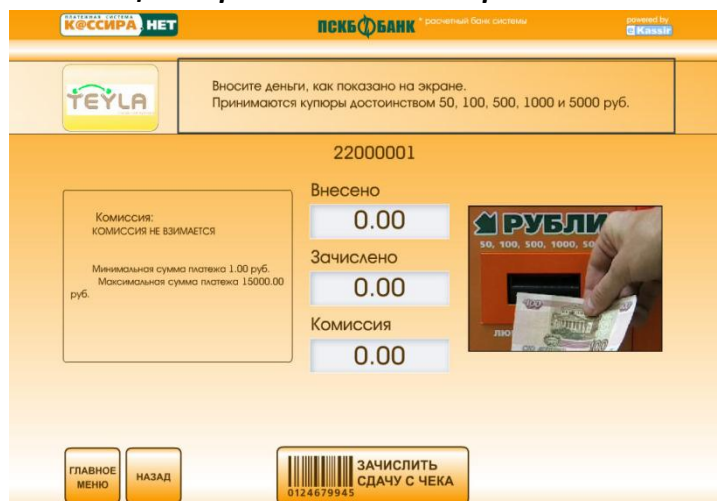 ПЛАТЕЖНАЯ СИСТЕМА
К@ССИРА НЕТ
ПСКБ БАНК
* расчетный банк системы
powered by
e Kassir
TEYLA
Вносите деньги, как показано на экране.
Принимаются купюры достоинством 50, 100, 500, 1000 и 5000 руб.
22000001
Комиссия:
КОМИССИЯ НЕ ВЗИМАЕТСЯ
Минимальная сумма платежа 1.00 руб.
Максимальная сумма платежа 15000.00
руб.
Внесено
0.00
Зачислено
0.00
Комиссия
0.00
РУБЛИ
50, 100, 500, 1000, 50
100
ГЛАВНОЕ
МЕНЮ
НАЗАД
0124679945
ЗАЧИСЛИТЬ
СДАЧУ С ЧЕКА